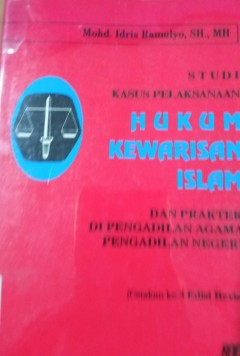 Mohd. Idris Ramulyo, SH., MH
STUDI
KASUS PELAKSANAAN
HUKUM
KEWARISAN
ISLAM
DAN PRAKTEK
DI PENGADILAN AGAMA
PENGADILAN NEGERI